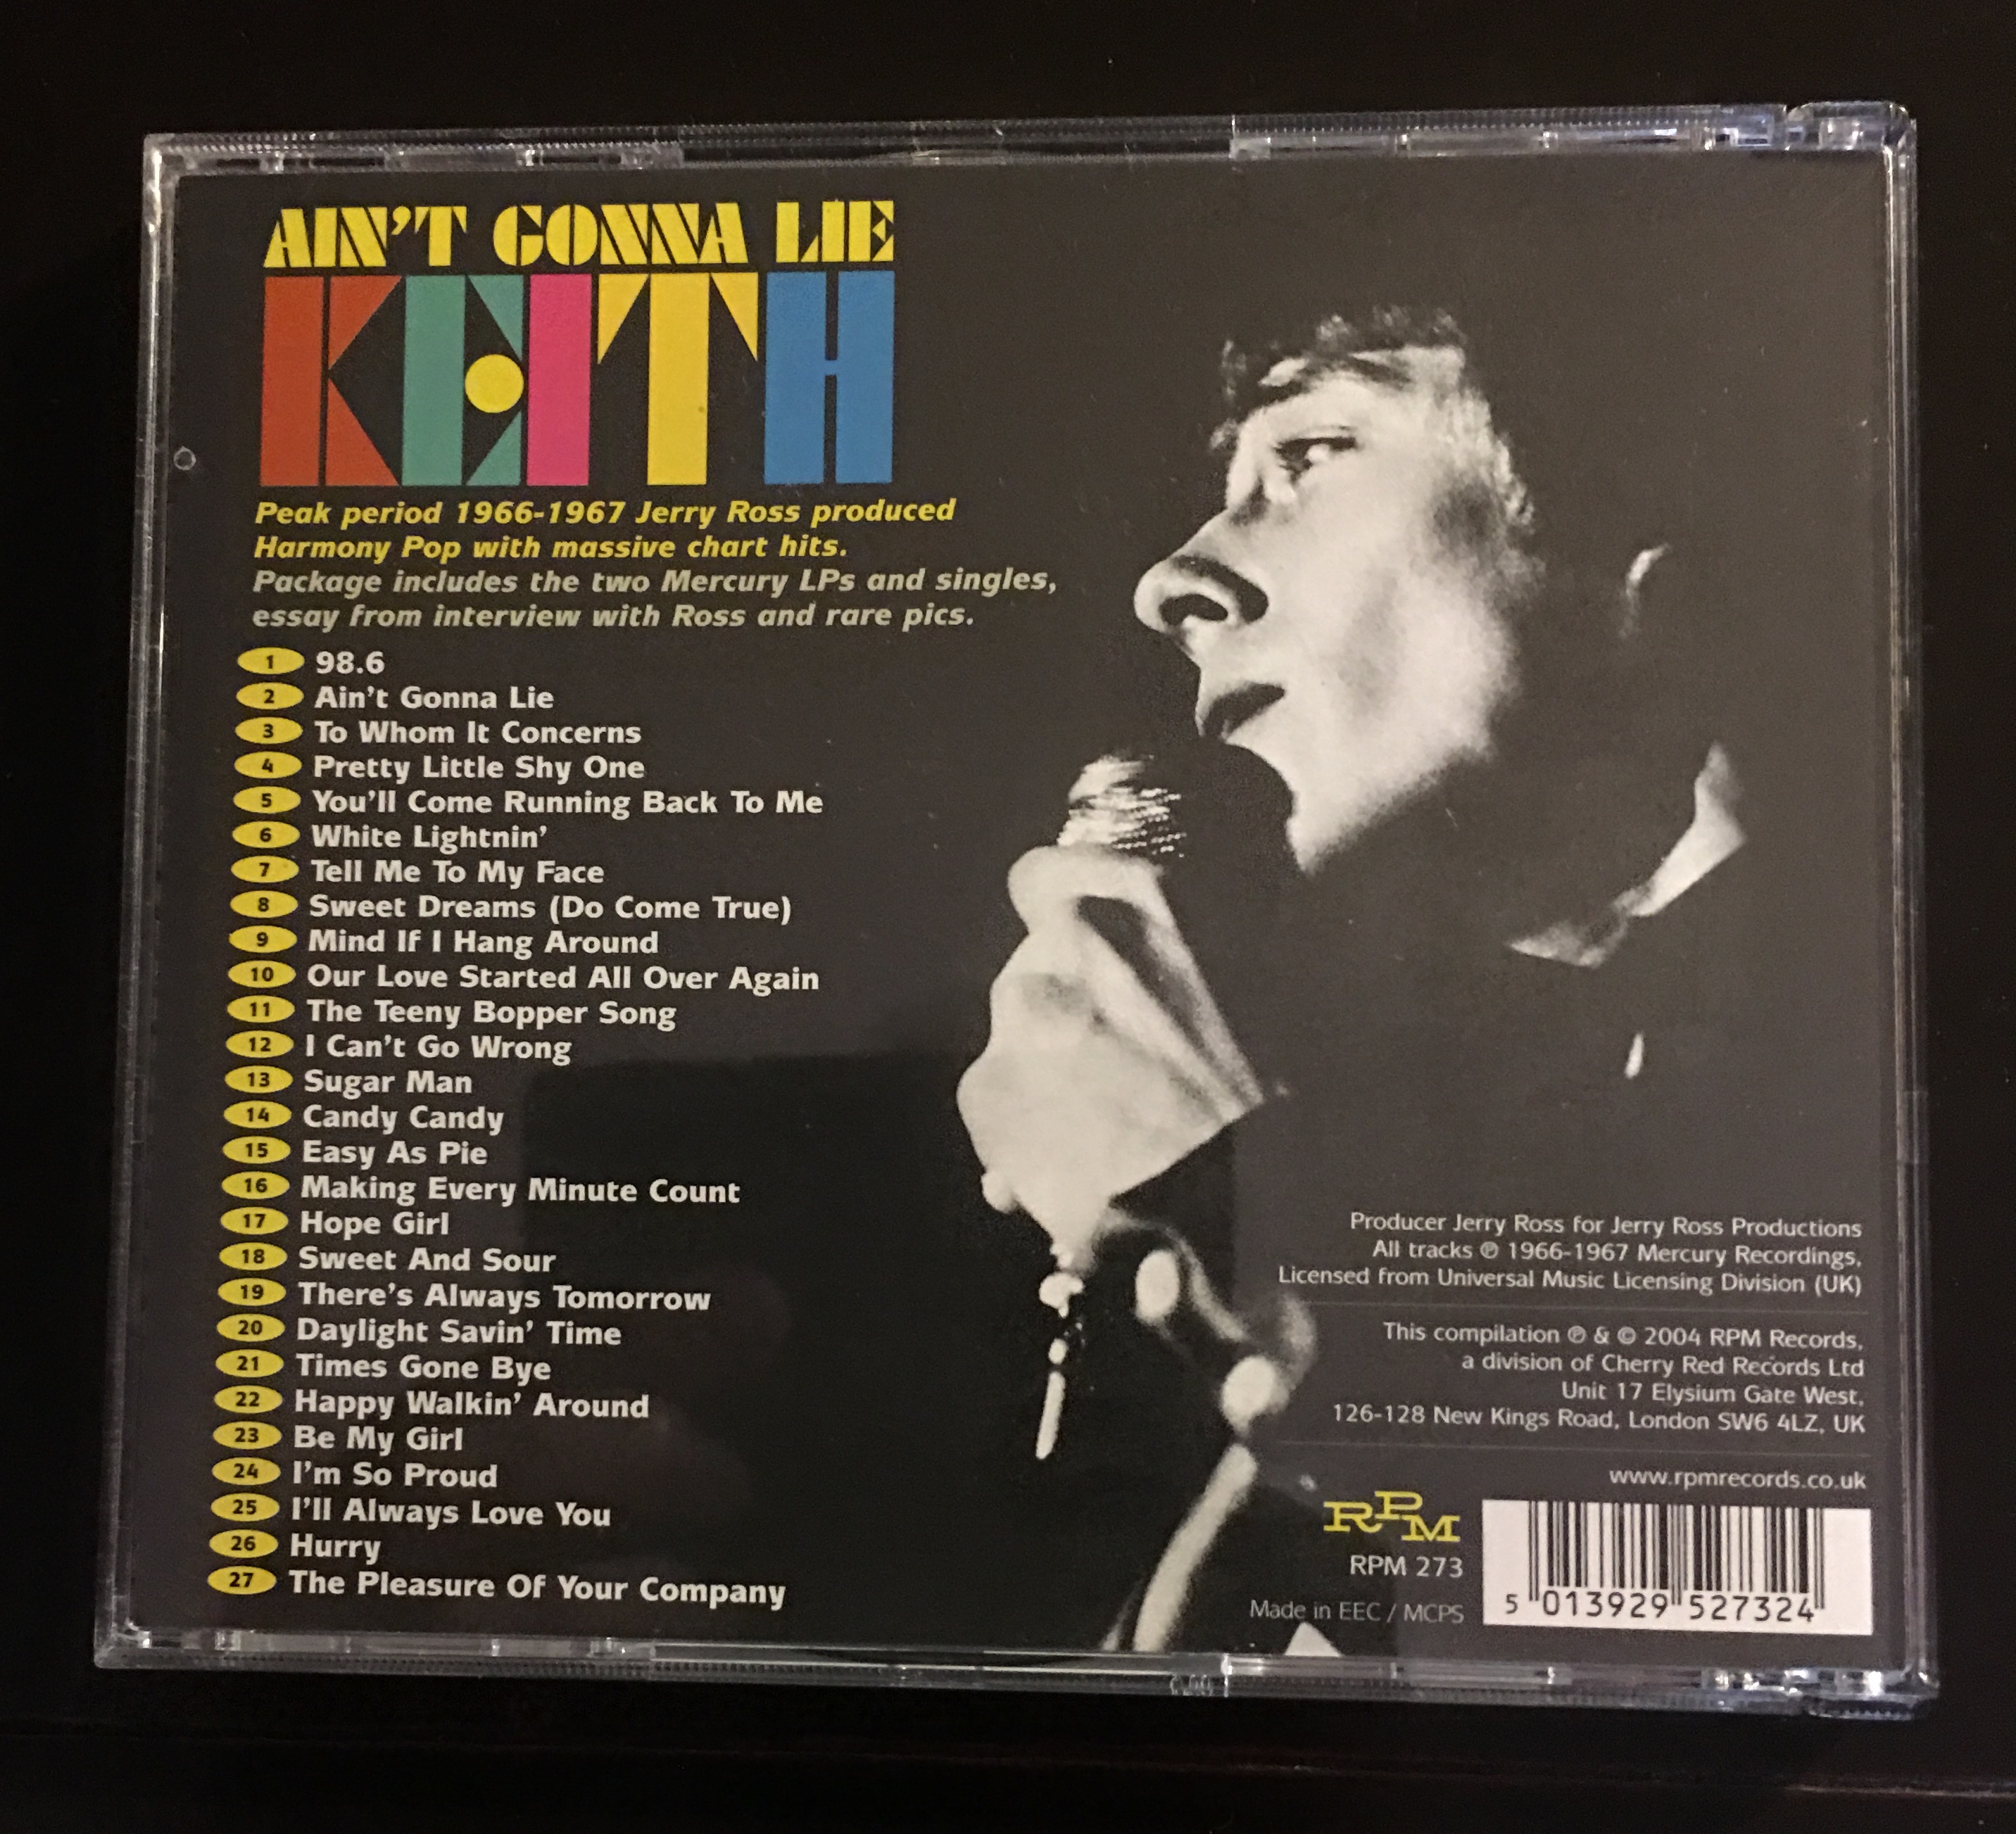 AIN'T GONNA LIE
KEITH
Peak period 1966-1967 Jerry Ross produced
Harmony Pop with massive chart hits.
Package includes the two Mercury LPs and singles,
essay from interview with Ross and rare pics.
1 98.6
2 Ain't Gonna Lie
3 To Whom It Concerns
4 Pretty Little Shy One
5 You'll Come Running Back To Me
6 White Lightnin'
7 Tell Me To My Face
8 Sweet Dreams (Do Come True)
9 Mind If I Hang Around
10 Our Love Started All Over Again
11 The Teeny Bopper Song
12 I Can't Go Wrong
13 Sugar Man
14 Candy Candy
15 Easy As Pie
16 Making Every Minute Count
17 Hope Girl
18 Sweet And Sour
19 There's Always Tomorrow
20 Daylight Savin' Time
21 Times Gone Bye
22 Happy Walkin' Around
23 Be My Girl
24 I'm So Proud
25 I'll Always Love You
26 Hurry
27 The Pleasure Of Your Company
Producer Jerry Ross for Jerry Ross Productions
All tracks ℗ 1966-1967 Mercury Recordings,
Licensed from Universal Music Licensing Division (UK)
This compilation ℗ & © 2004 RPM Records,
a division of Cherry Red Records Ltd
Unit 17 Elysium Gate West,
126-128 New Kings Road, London SW6 4LZ, UK
www.rpmrecords.co.uk
RPM
RPM 273
Made in EEC / MCPS
5 013929 527324